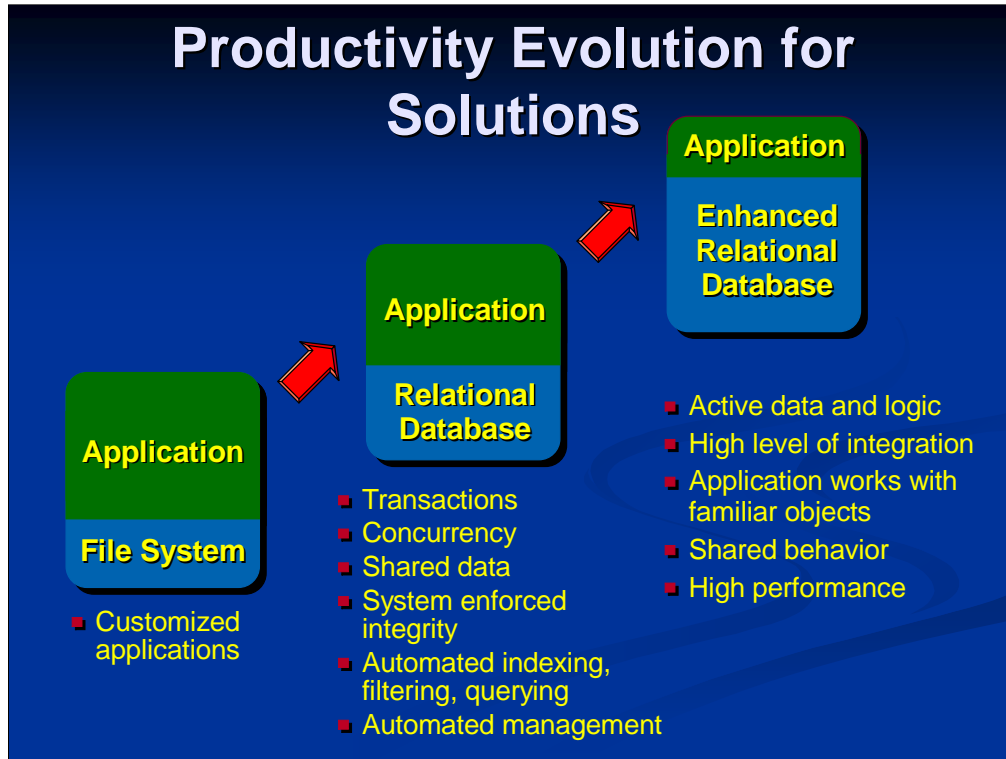 Productivity Evolution for
Solutions
Application
File System
Customized
applications
Application
Relational
Database
Transactions
Concurrency
Shared data
System enforced
integrity
Automated indexing,
filtering, querying
Automated management
Application
Enhanced
Relational
Database
Active data and logic
High level of integration
Application works with
familiar objects
Shared behavior
High performance